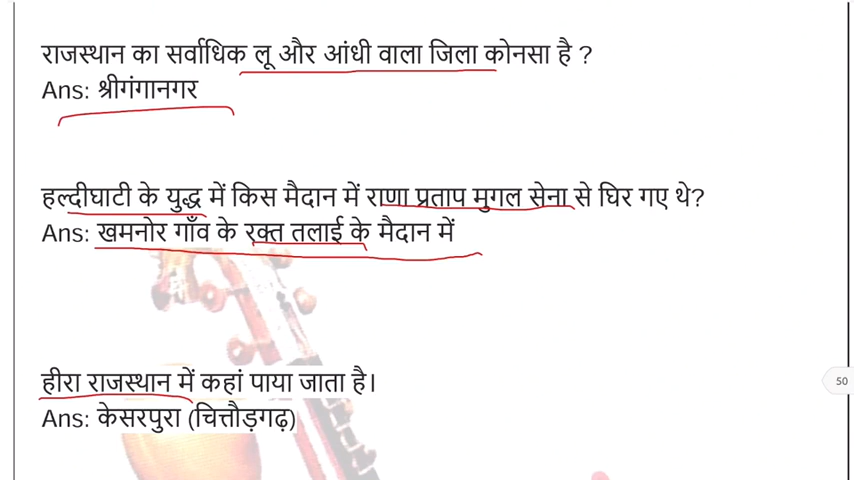 राजस्थान का सर्वाधिक लू और आंधी वाला जिला कोनसा है ?
Ans: श्रीगंगानगर
हल्दीघाटी के युद्ध में किस मैदान में राणा प्रताप मुगल सेना से घिर गए थे?
Ans: खमनोर गाँव के रक्त तलाई के मैदान में
हीरा राजस्थान में कहां पाया जाता है।
50
Ans: केसरपुरा (चित्तौड़गढ़)